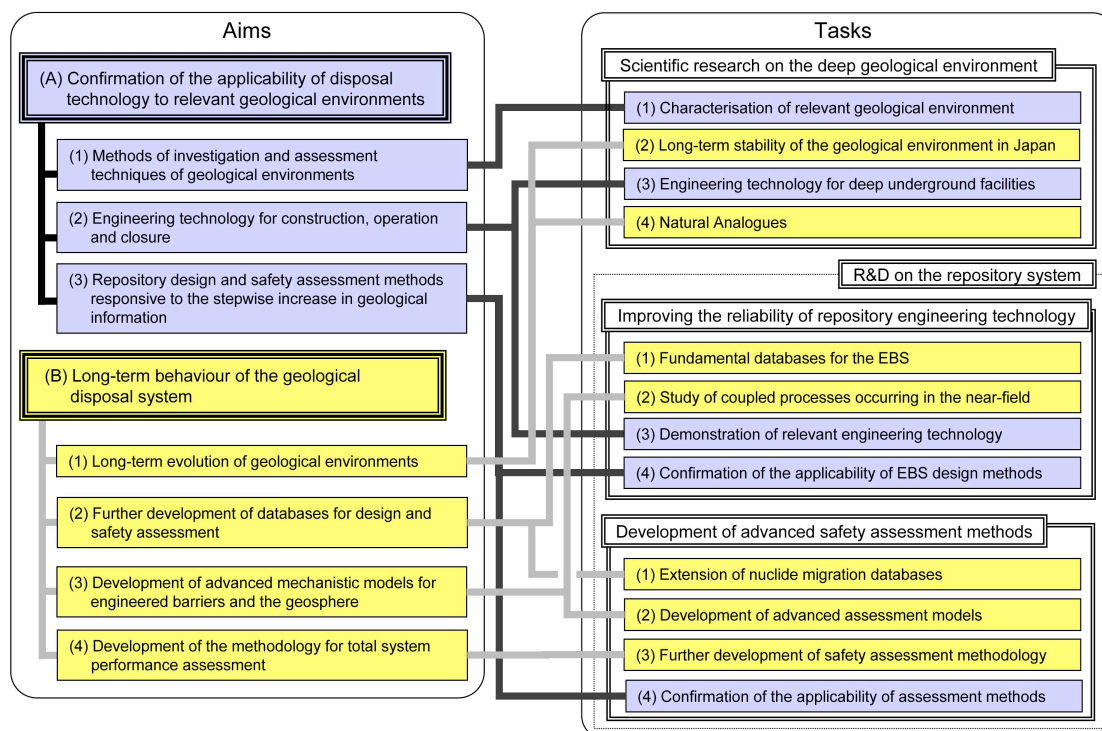 Aims
(A) Confirmation of the applicability of disposal
technology to relevant geological environments
(1) Methods of investigation and assessment
techniques of geological environments
(2) Engineering technology for construction, operation
and closure
(3) Repository design and safety assessment methods
responsive to the stepwise increase in geological
information
(B) Long-term behaviour of the geological
disposal system
(1) Long-term evolution of geological environments
(2) Further development of databases for design and
safety assessment
(3) Development of advanced mechanistic models for
engineered barriers and the geosphere
(4) Development of the methodology for total system
performance assessment
Tasks
Scientific research on the deep geological environment
(1) Characterisation of relevant geological environment
(2) Long-term stability of the geological environment in Japan
(3) Engineering technology for deep underground facilities
(4) Natural Analogues
R&D on the repository system
Improving the reliability of repository engineering technology
(1) Fundamental databases for the EBS
(2) Study of coupled processes occurring in the near-field
(3) Demonstration of relevant engineering technology
(4) Confirmation of the applicability of EBS design methods
Development of advanced safety assessment methods
(1) Extension of nuclide migration databases
(2) Development of advanced assessment models
(3) Further development of safety assessment methodology
(4) Confirmation of the applicability of assessment methods